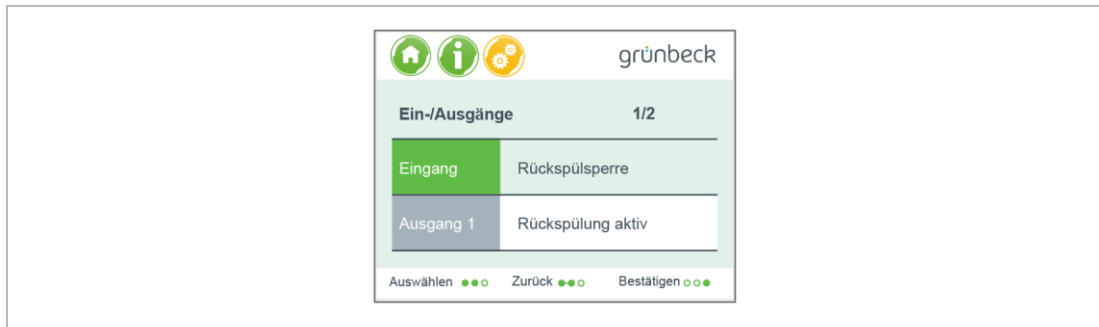 grünbeck
Ein-/Ausgänge 1/2
Eingang Rückspülsperre
Ausgang 1 Rückspülung aktiv
Auswählen Zurück Bestätigen